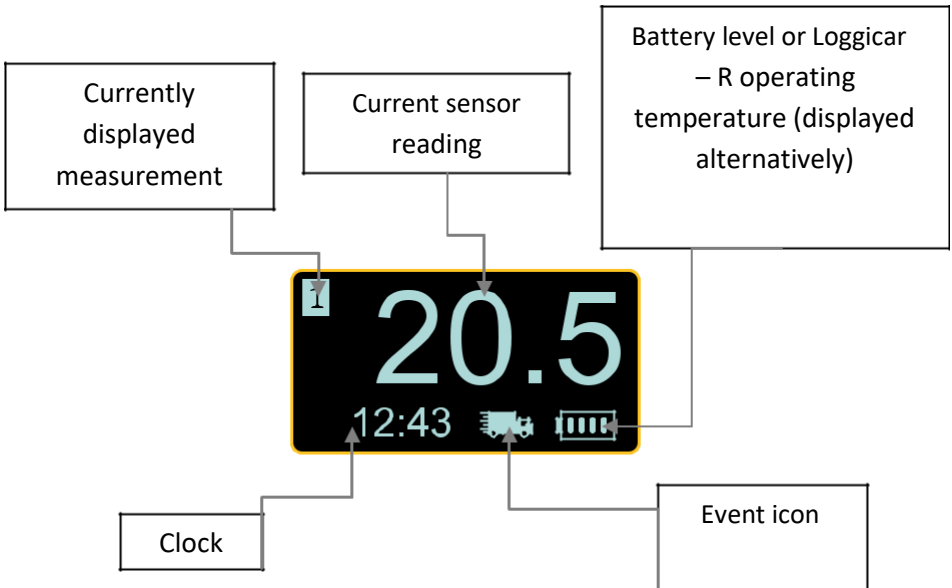 Battery level or Loggicar
– R operating
temperature (displayed
alternatively)
Currently
displayed
measurement
Current sensor
reading
1
20.5
12:43
Clock
Event icon